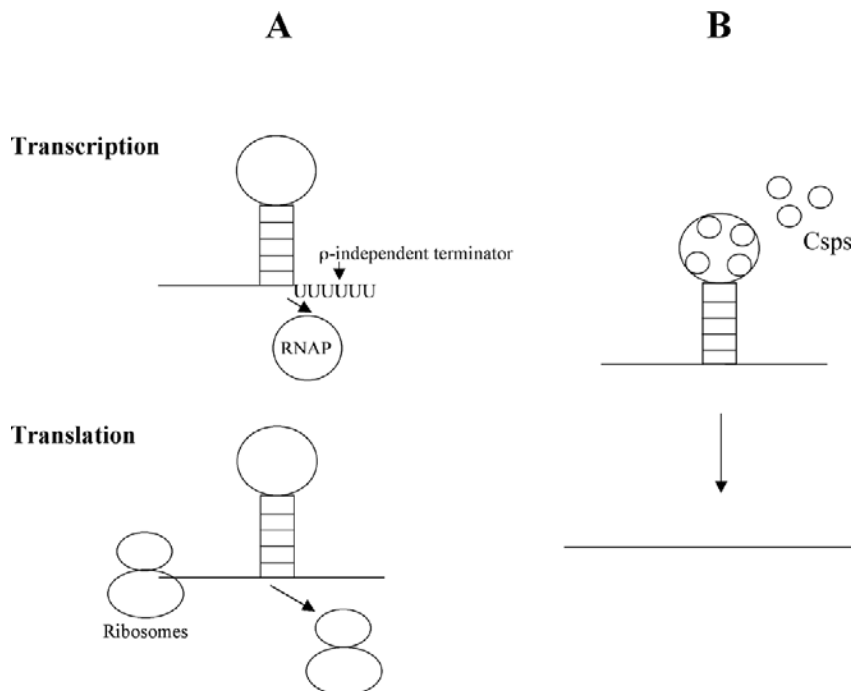 A
B
Transcription
ρ-independent terminator
Csps
UUUUUU
RNAP
Translation
Ribosomes